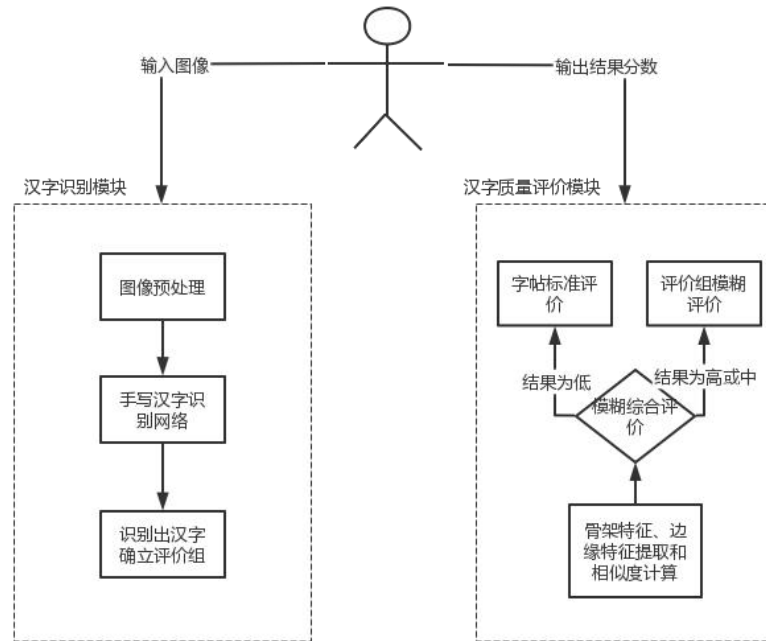 输入图像
输出结果分数
汉字识别模块
汉字质量评价模块
图像预处理
手写汉字识
别网络
识别出汉字
确立评价组
字帖标准评
价
评价组模糊
评价
结果为低
结果为高或中
模糊综合评
价
骨架特征、边
缘特征提取和
相似度计算